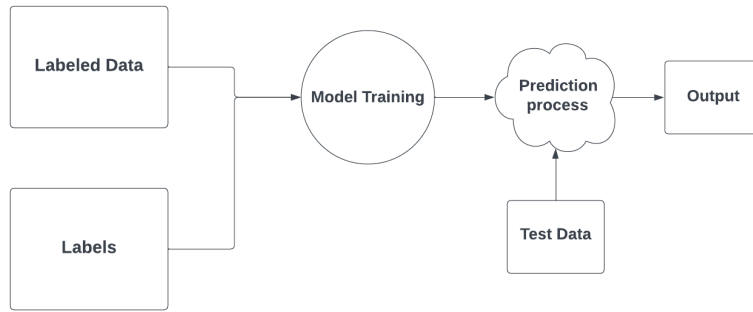 Labeled Data
Model Training
Prediction
process
Output
Labels
Test Data